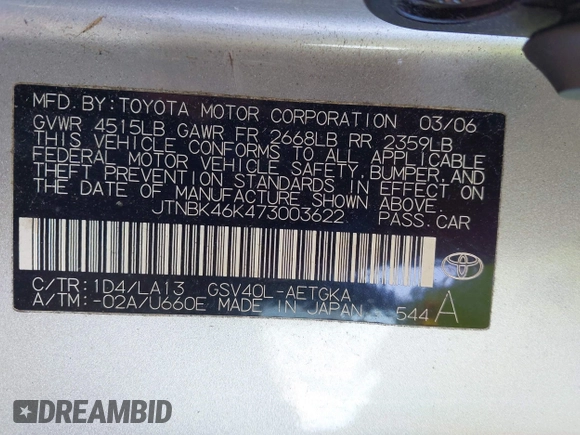 MFD. BY: TOYOTA MOTOR CORPORATION 03/06
GVWR 4515LB GAWR FR 2668LB RR 2359LB
THIS VEHICLE CONFORMS TO ALL APPLICABLE
FEDERAL MOTOR VEHICLE SAFETY, BUMPER, AND
THEFT PREVENTION STANDARDS IN EFFECT ON
THE DATE OF MANUFACTURE SHOWN ABOVE.
JTNBK46K473003622 PASS. CAR
C/TR: 1D4/LA13 GSV40L-AETGKA
A/TM: -02A/U660E MADE IN JAPAN 544 A
DREAMBID